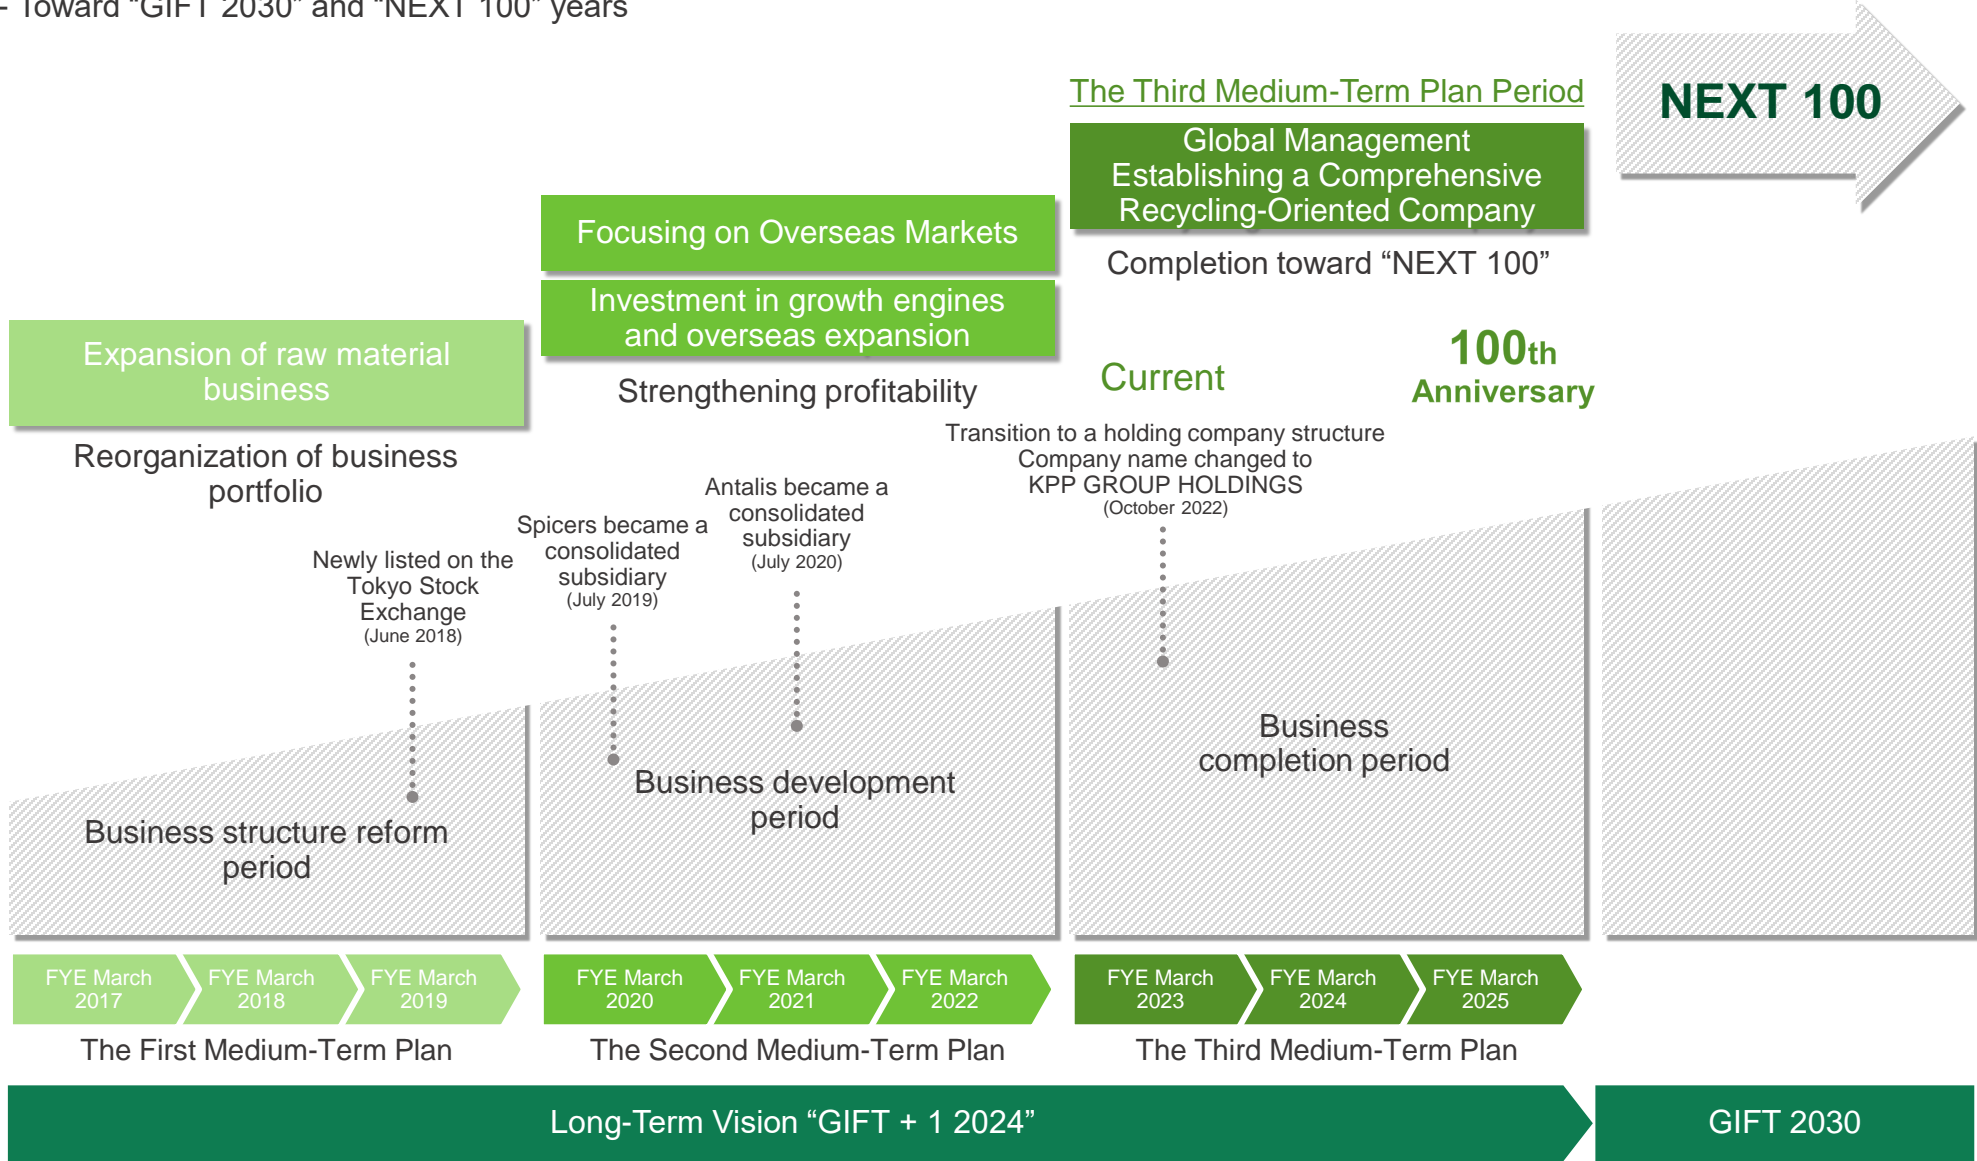 - Toward “GIFT 2030” and “NEXT 100” years
NEXT 100
The Third Medium-Term Plan Period
Global Management
Establishing a Comprehensive
Recycling-Oriented Company
Completion toward “NEXT 100”
Focusing on Overseas Markets
Investment in growth engines
and overseas expansion
Strengthening profitability
Expansion of raw material
business
Reorganization of business
portfolio
Current
100th
Anniversary
Newly listed on the
Tokyo Stock
Exchange
(June 2018)
Spicers became a
consolidated
subsidiary
(July 2019)
Antalis became a
consolidated
subsidiary
(July 2020)
Transition to a holding company structure
Company name changed to
KPP GROUP HOLDINGS
(October 2022)
Business structure reform
period
Business development
period
Business
completion period
FYE March
2017
FYE March
2018
FYE March
2019
FYE March
2020
FYE March
2021
FYE March
2022
FYE March
2023
FYE March
2024
FYE March
2025
The First Medium-Term Plan
The Second Medium-Term Plan
The Third Medium-Term Plan
Long-Term Vision “GIFT + 1 2024”
GIFT 2030